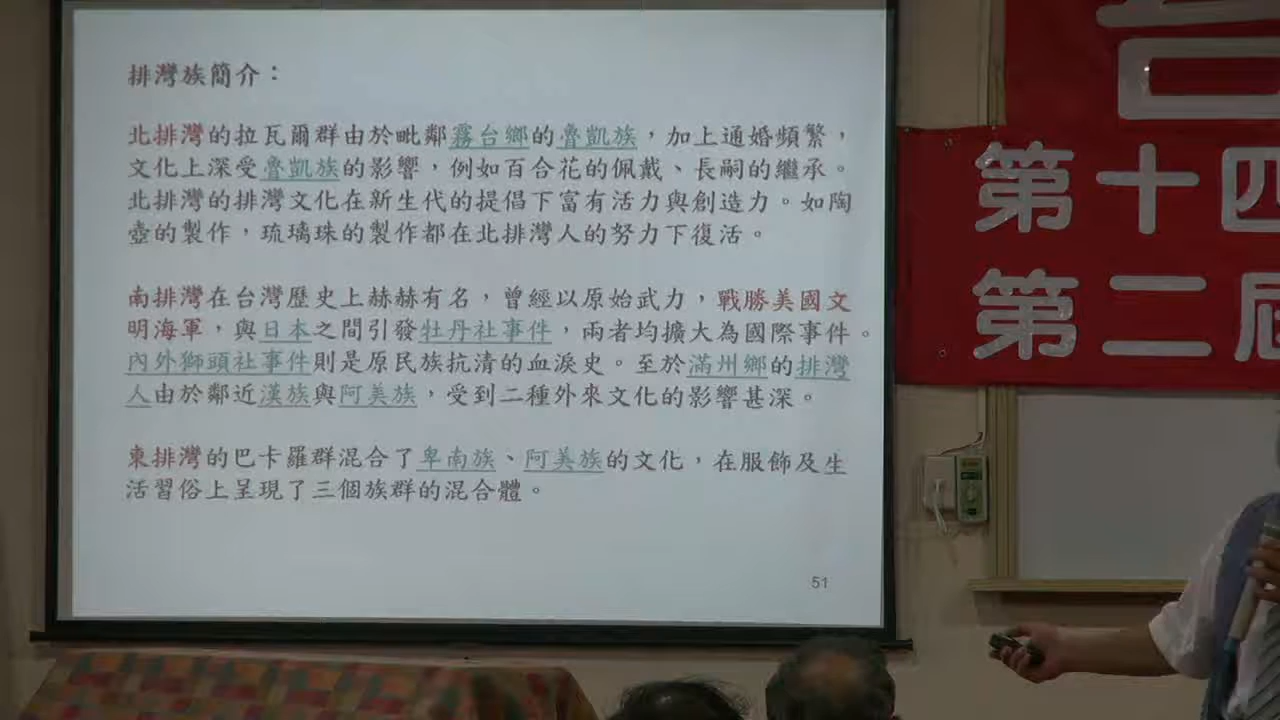 排灣族簡介：
北排灣的拉瓦爾群由於毗鄰霧台鄉的魯凱族，加上通婚頻繁，
文化上深受魯凱族的影響，例如百合花的佩戴、長嗣的繼承。
北排灣的排灣文化在新生代的提倡下富有活力與創造力。如陶
壺的製作，琉璃珠的製作都在北排灣人的努力下復活。
南排灣在台灣歷史上赫赫有名，曾經以原始武力，戰勝美國文
明海軍，與日本之間引發牡丹社事件，兩者均擴大為國際事件。
內外獅頭社事件則是原民族抗清的血淚史。至於滿州鄉的排灣
人由於鄰近漢族與阿美族，受到二種外來文化的影響甚深。
東排灣的巴卡羅群混合了卑南族、阿美族的文化，在服飾及生
活習俗上呈現了三個族群的混合體。
51
第十四
第二屆